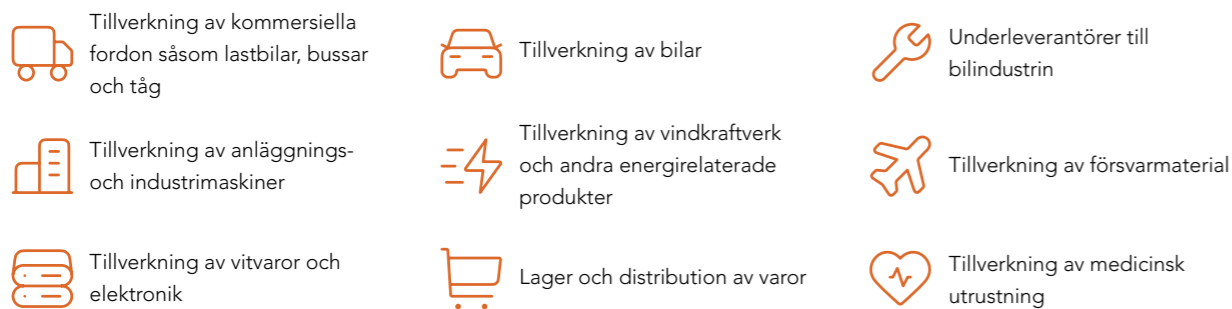 Tillverkning av kommersiella
fordon såsom lastbilar, bussar
och tåg
Tillverkning av bilar
Underleverantörer till
bilindustrin
Tillverkning av anläggnings-
och industrimaskiner
Tillverkning av vindkraftverk
och andra energirelaterade
produkter
Tillverkning av försvarmaterial
Tillverkning av vitvaror och
elektronik
Lager och distribution av varor
Tillverkning av medicinsk
utrustning